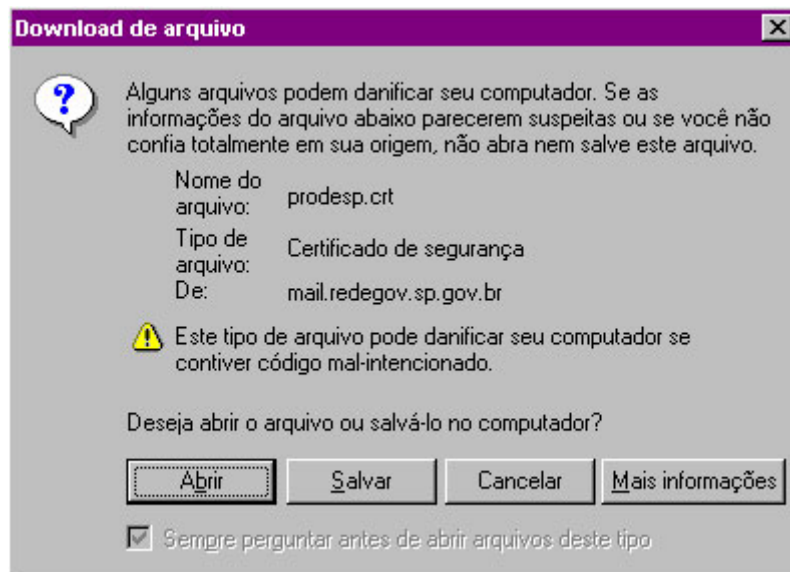 Download de arquivo
Alguns arquivos podem danificar seu computador. Se as
informações do arquivo abaixo parecerem suspeitas ou se você não
confia totalmente em sua origem, não abra nem salve este arquivo.
Nome do
arquivo: prodesp.crt
Tipo de
arquivo: Certificado de segurança
De: mail.redegov.sp.gov.br
Este tipo de arquivo pode danificar seu computador se
contiver código mal-intencionado.
Deseja abrir o arquivo ou salvá-lo no computador?
Abrir Salvar Cancelar Mais informações
Sempre perguntar antes de abrir arquivos deste tipo